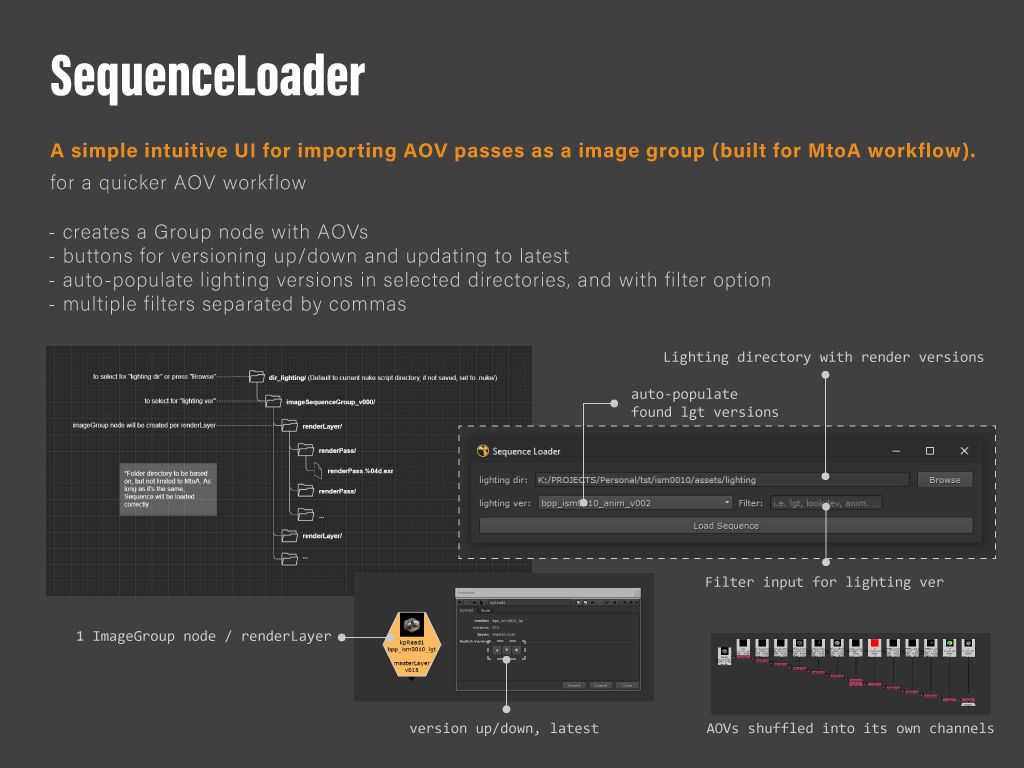 SequenceLoader
A simple intuitive UI for importing AOV passes as a image group (built for MtoA workflow).
for a quicker AOV workflow
- creates a Group node with AOVs
- buttons for versioning up/down and updating to latest
- auto-populate lighting versions in selected directories, and with filter option
- multiple filters separated by commas
to select for "lighting dir" or press "Browse"
dir_lighting/ (Default to current nuke script directory, if not saved, set to .nuke/)
to select for "lighting ver"
imageSequenceGroup_v000/
imageGroup node will be created per renderLayer
renderLayer/
renderPass/
renderPass.%04d.exr
renderPass/
...
renderLayer/
...
*Folder directory to be based
on, but not limited to MtoA. As
long as it's the same,
Sequence will be loaded
correctly
Lighting directory with render versions
auto-populate
found lgt versions
Sequence Loader
lighting dir: K:/PROJECTS/Personal/tst/ism0010/assets/lighting Browse
lighting ver: bpp_ism0010_anim_v002 Filter: i.e. lgt, lookdev, anim. ...
Load Sequence
Filter input for lighting ver
1 ImageGroup node / renderLayer
kpRead1
bpp_ism0010_lgt
masterLayer
v015
version up/down, latest
AOVs shuffled into its own channels